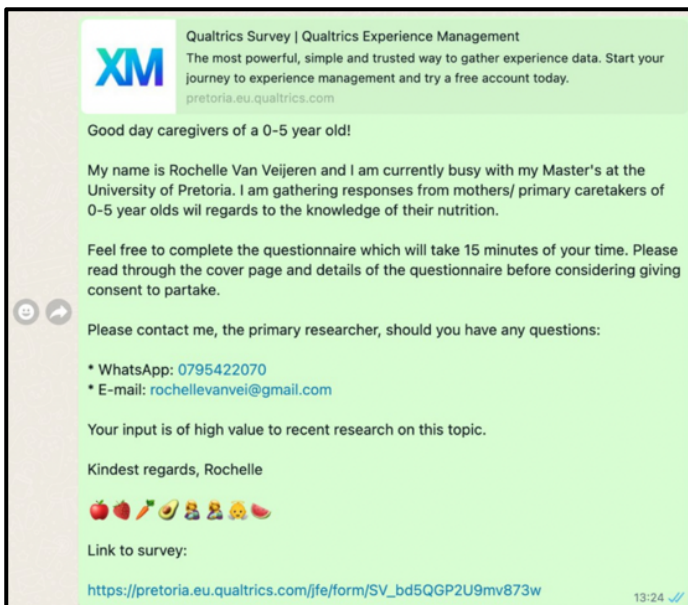 XM
Qualtrics Survey | Qualtrics Experience Management
The most powerful, simple and trusted way to gather experience data. Start your
journey to experience management and try a free account today.
pretoria.eu.qualtrics.com
Good day caregivers of a 0-5 year old!
My name is Rochelle Van Veijeren and I am currently busy with my Master's at the
University of Pretoria. I am gathering responses from mothers/ primary caretakers of
0-5 year olds wil regards to the knowledge of their nutrition.
Feel free to complete the questionnaire which will take 15 minutes of your time. Please
read through the cover page and details of the questionnaire before considering giving
consent to partake.
Please contact me, the primary researcher, should you have any questions:
* WhatsApp: 0795422070
* E-mail: rochellevanvei@gmail.com
Your input is of high value to recent research on this topic.
Kindest regards, Rochelle
Link to survey:
https://pretoria.eu.qualtrics.com/jfe/form/SV_bd5QGP2U9mv873w
13:24